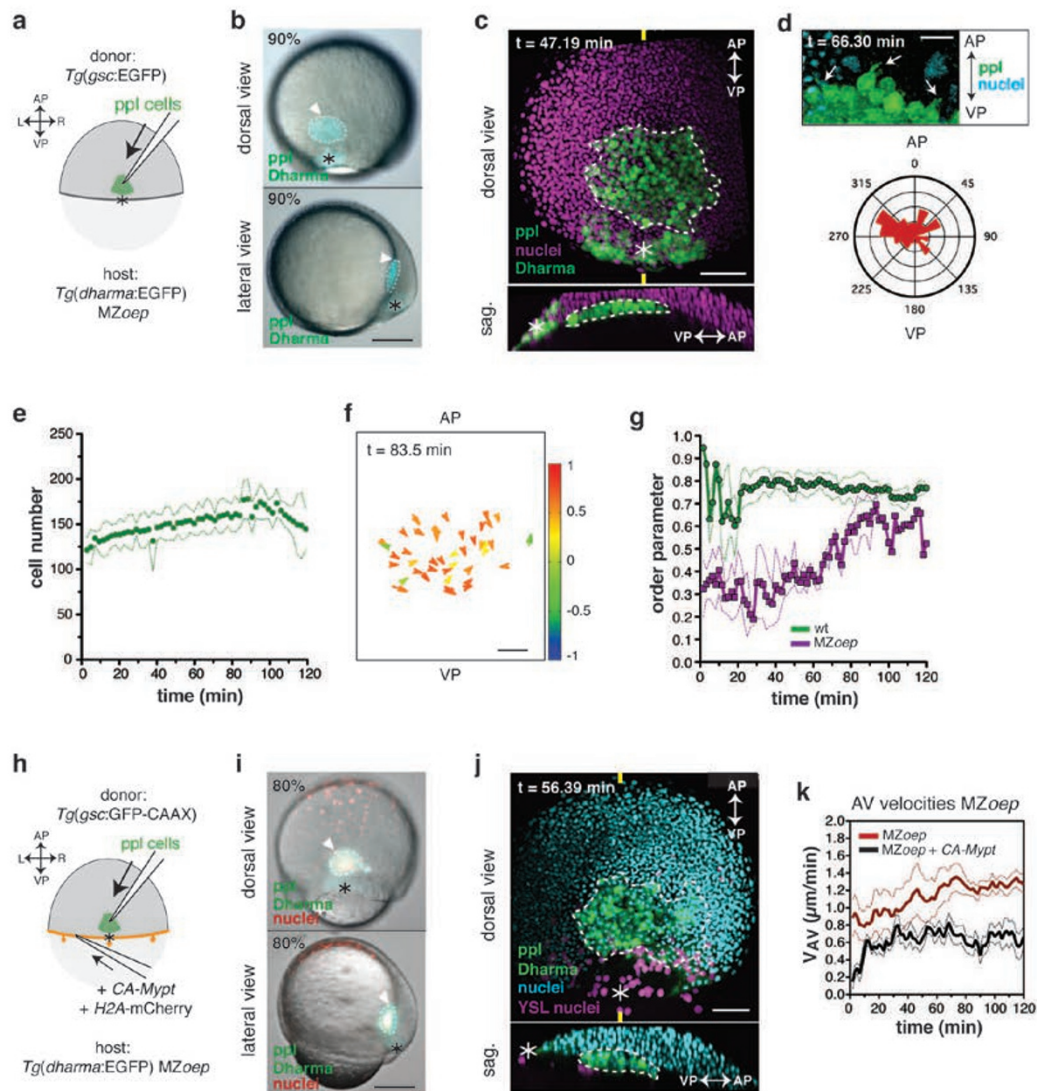 a
donor:
Tg(gsc:EGFP)
AP
L R
VP
ppl cells
*
host:
Tg(dharma:EGFP)
MZoep
b
90%
dorsal view
*
ppl
Dharma
90%
lateral view
*
ppl
Dharma
c
t = 47.19 min
AP
VP
dorsal view
ppl
nuclei
Dharma
*
sag.
*
VP AP
d
t = 66.30 min
AP
ppl
nuclei
VP
AP
0
315 45
270 90
225 135
180
VP
e
cell number
250
200
150
100
50
0
0 20 40 60 80 100 120
time (min)
f
AP
t = 83.5 min
1
0.5
0
-0.5
-1
VP
g
order parameter
1.0
0.9
0.8
0.7
0.6
0.5
0.4
0.3
0.2
0.1
0.0
wt
MZoep
0 20 40 60 80 100 120
time (min)
h
donor:
Tg(gsc:GFP-CAAX)
AP
L R
VP
ppl cells
*
+ CA-Mypt
+ H2A-mCherry
host:
Tg(dharma:EGFP) MZoep
i
80%
dorsal view
*
ppl
Dharma
nuclei
80%
lateral view
*
ppl
Dharma
nuclei
j
t = 56.39 min
AP
VP
dorsal view
ppl
Dharma
nuclei
YSL nuclei
*
sag.
*
VP AP
k
AV velocities MZoep
MZoep
MZoep + CA-Mypt
VAV (µm/min)
2.0
1.8
1.6
1.4
1.2
1.0
0.8
0.6
0.4
0.2
0.0
0 20 40 60 80 100 120
time (min)